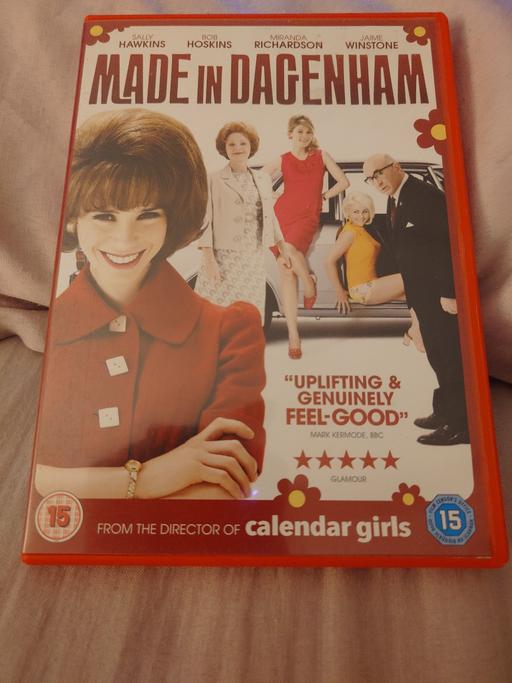 SALLY HAWKINS
BOB HOSKINS
MIRANDA RICHARDSON
JAIME WINSTONE
MADE IN DAGENHAM
"UPLIFTING &
GENUINELY
FEEL-GOOD"
MARK KERMODE, BBC
GLAMOUR
15
FROM THE DIRECTOR OF calendar girls
15